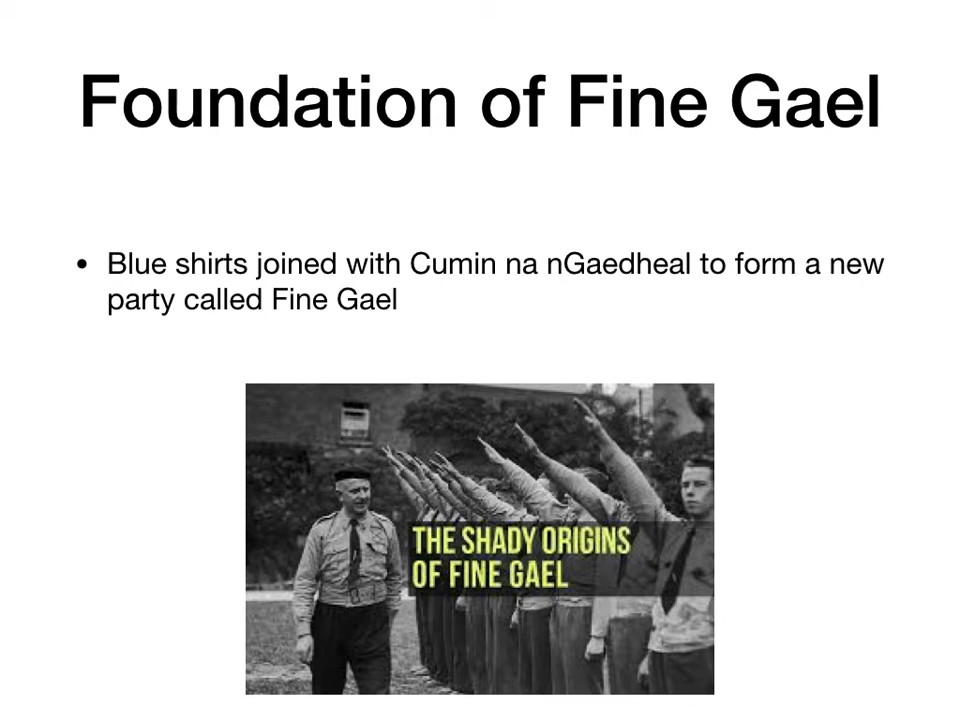 Foundation of Fine Gael
• Blue shirts joined with Cumin na nGaedheal to form a new
party called Fine Gael
THE SHADY ORIGINS
OF FINE GAEL